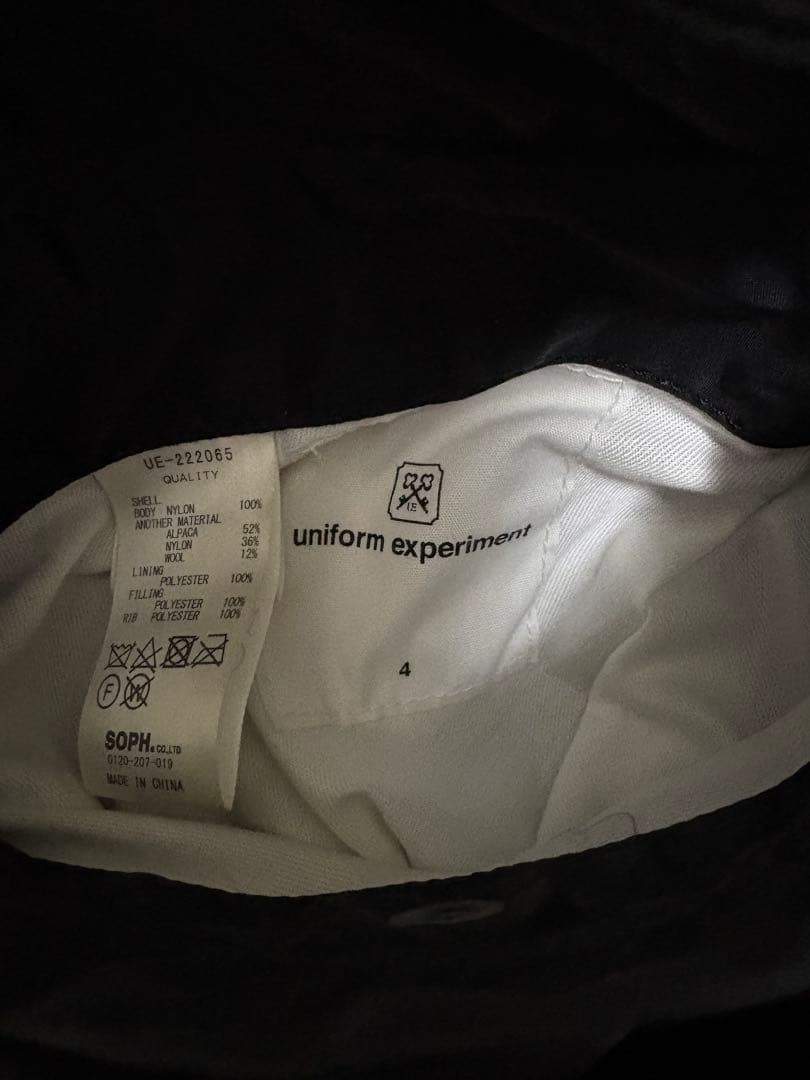 UE-222065
QUALITY
SHELL
BODY NYLON 100%
ANOTHER MATERIAL
ALPACA 52%
NYLON 36%
WOOL 12%
LINING
POLYESTER 100%
FILLING
POLYESTER 100%
RIB POLYESTER 100%
F
W
SOPH. CO.,LTD
0120-207-019
MADE IN CHINA
uniform experiment
4